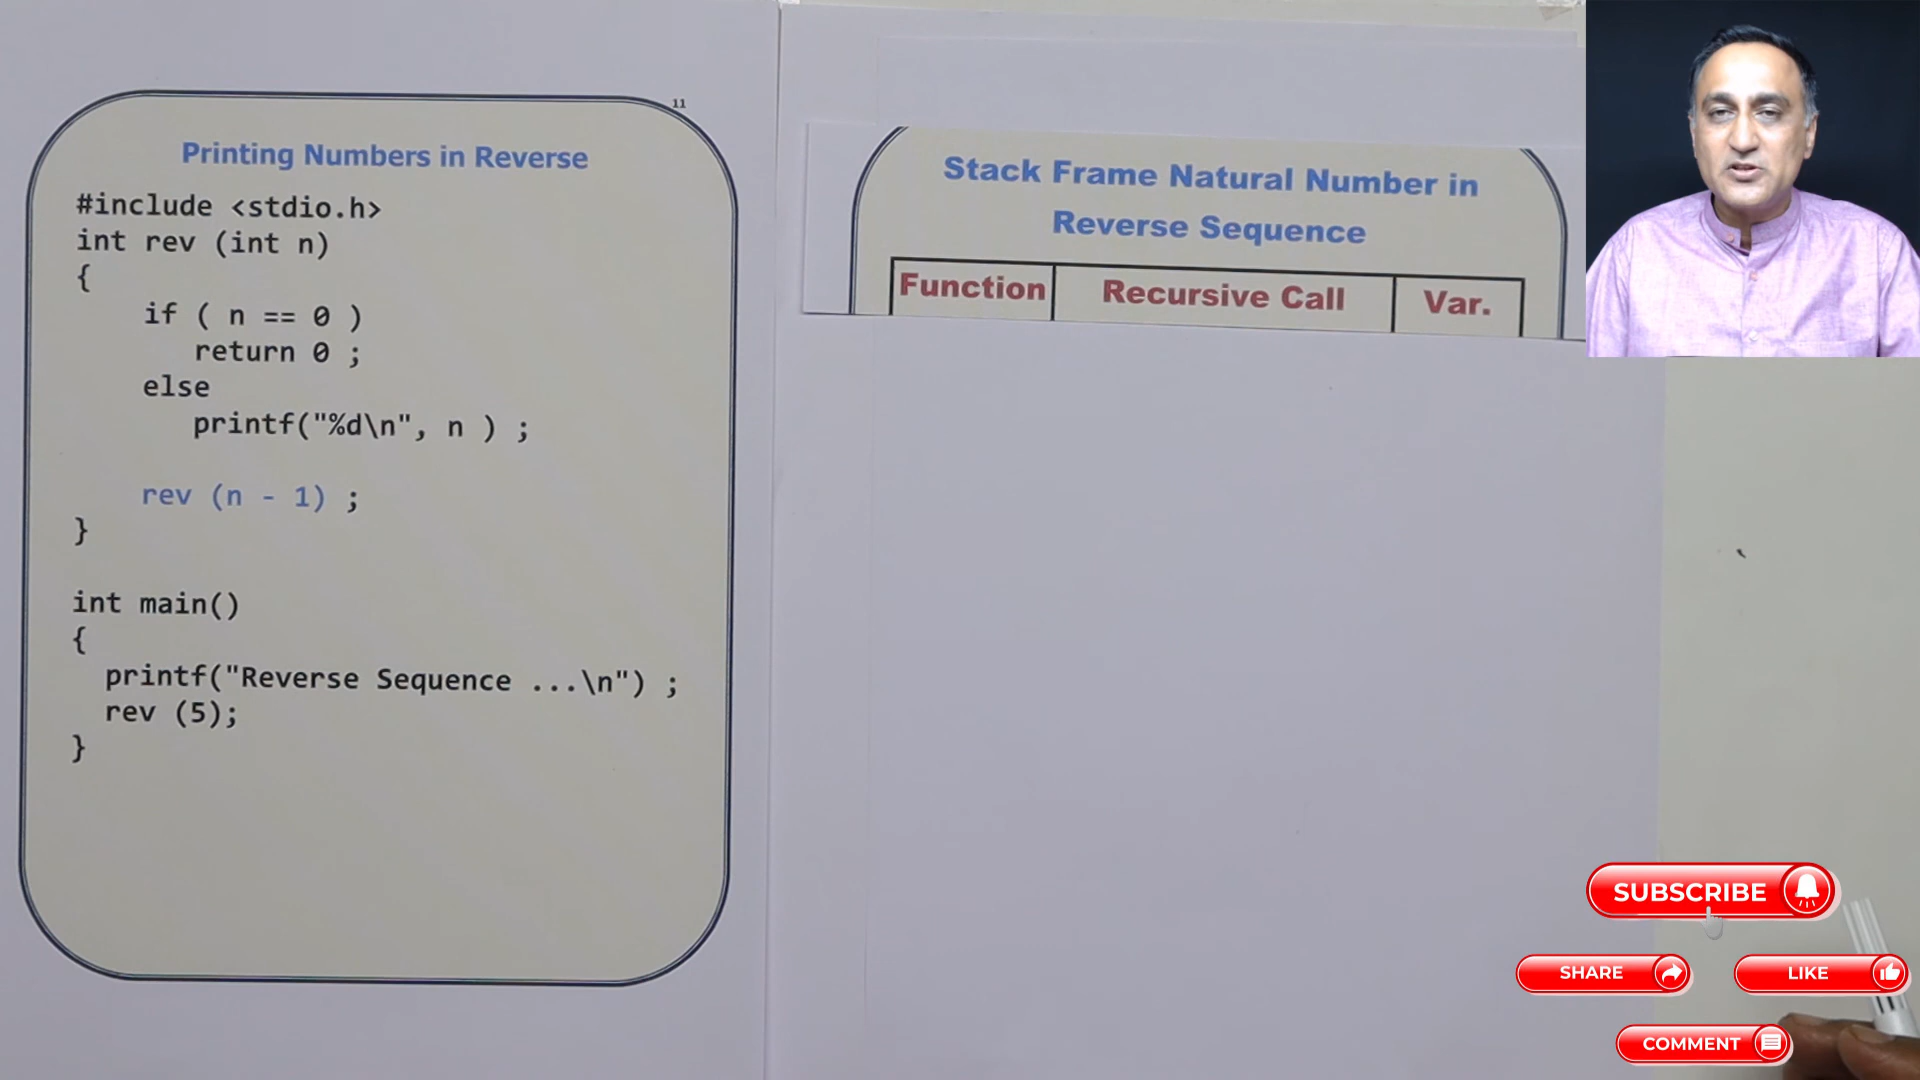 11
Printing Numbers in Reverse
#include <stdio.h>
int rev (int n)
{
if ( n == 0 )
return 0 ;
else
printf("%d\n", n ) ;
rev (n - 1) ;
}
int main()
{
printf("Reverse Sequence ...\n") ;
rev (5);
}
Stack Frame Natural Number in
Reverse Sequence
Function Recursive Call Var.
SUBSCRIBE
SHARE LIKE
COMMENT